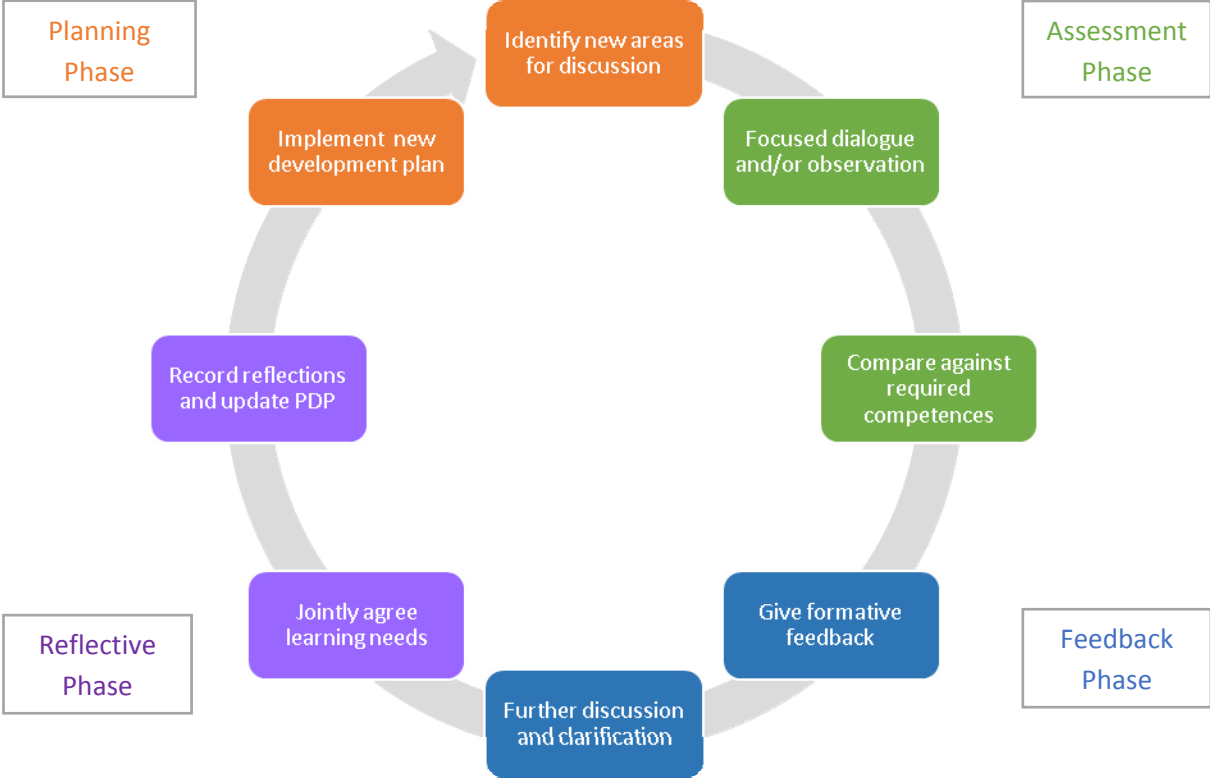 Planning
Phase
Assessment
Phase
Identify new areas
for discussion
Focused dialogue
and/or observation
Compare against
required
competences
Give formative
feedback
Further discussion
and clarification
Jointly agree
learning needs
Record reflections
and update PDP
Implement new
development plan
Reflective
Phase
Feedback
Phase